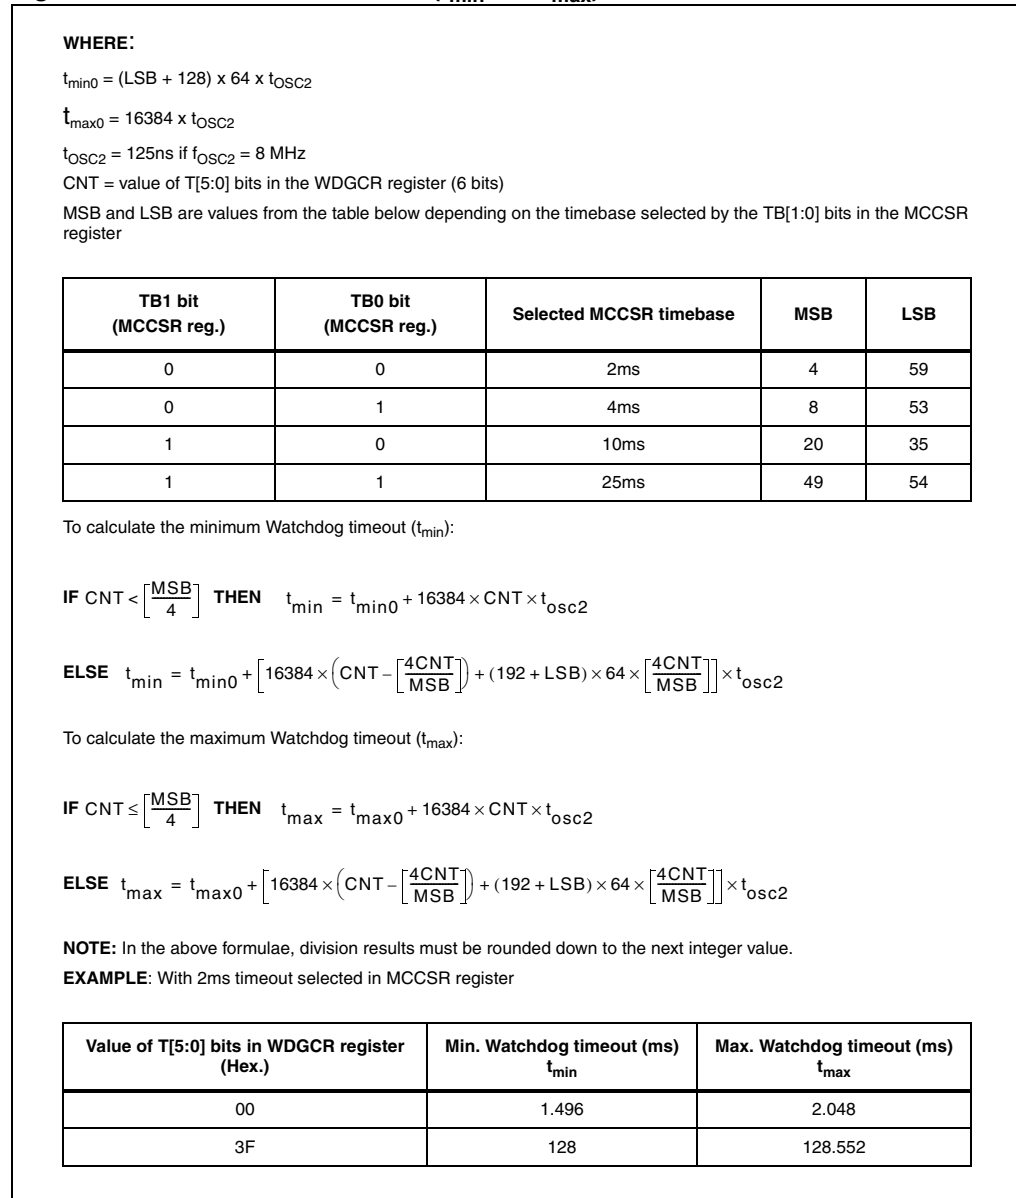 WHERE:
tmin0 = (LSB + 128) x 64 x tOSC2
tmax0 = 16384 x tOSC2
tOSC2 = 125ns if fOSC2 = 8 MHz
CNT = value of T[5:0] bits in the WDGCR register (6 bits)
MSB and LSB are values from the table below depending on the timebase selected by the TB[1:0] bits in the MCCSR
register
TB1 bit (MCCSR reg.) TB0 bit (MCCSR reg.) Selected MCCSR timebase MSB LSB
0 0 2ms 4 59
0 1 4ms 8 53
1 0 10ms 20 35
1 1 25ms 49 54
To calculate the minimum Watchdog timeout (tmin):
IF CNT < [MSB/4] THEN tmin = tmin0 + 16384 × CNT × tosc2
ELSE tmin = tmin0 + [16384 × (CNT – [4CNT/MSB]) + (192 + LSB) × 64 × [4CNT/MSB]] × tosc2
To calculate the maximum Watchdog timeout (tmax):
IF CNT ≤ [MSB/4] THEN tmax = tmax0 + 16384 × CNT × tosc2
ELSE tmax = tmax0 + [16384 × (CNT – [4CNT/MSB]) + (192 + LSB) × 64 × [4CNT/MSB]] × tosc2
NOTE: In the above formulae, division results must be rounded down to the next integer value.
EXAMPLE: With 2ms timeout selected in MCCSR register
Value of T[5:0] bits in WDGCR register (Hex.) Min. Watchdog timeout (ms) tmin Max. Watchdog timeout (ms) tmax
00 1.496 2.048
3F 128 128.552